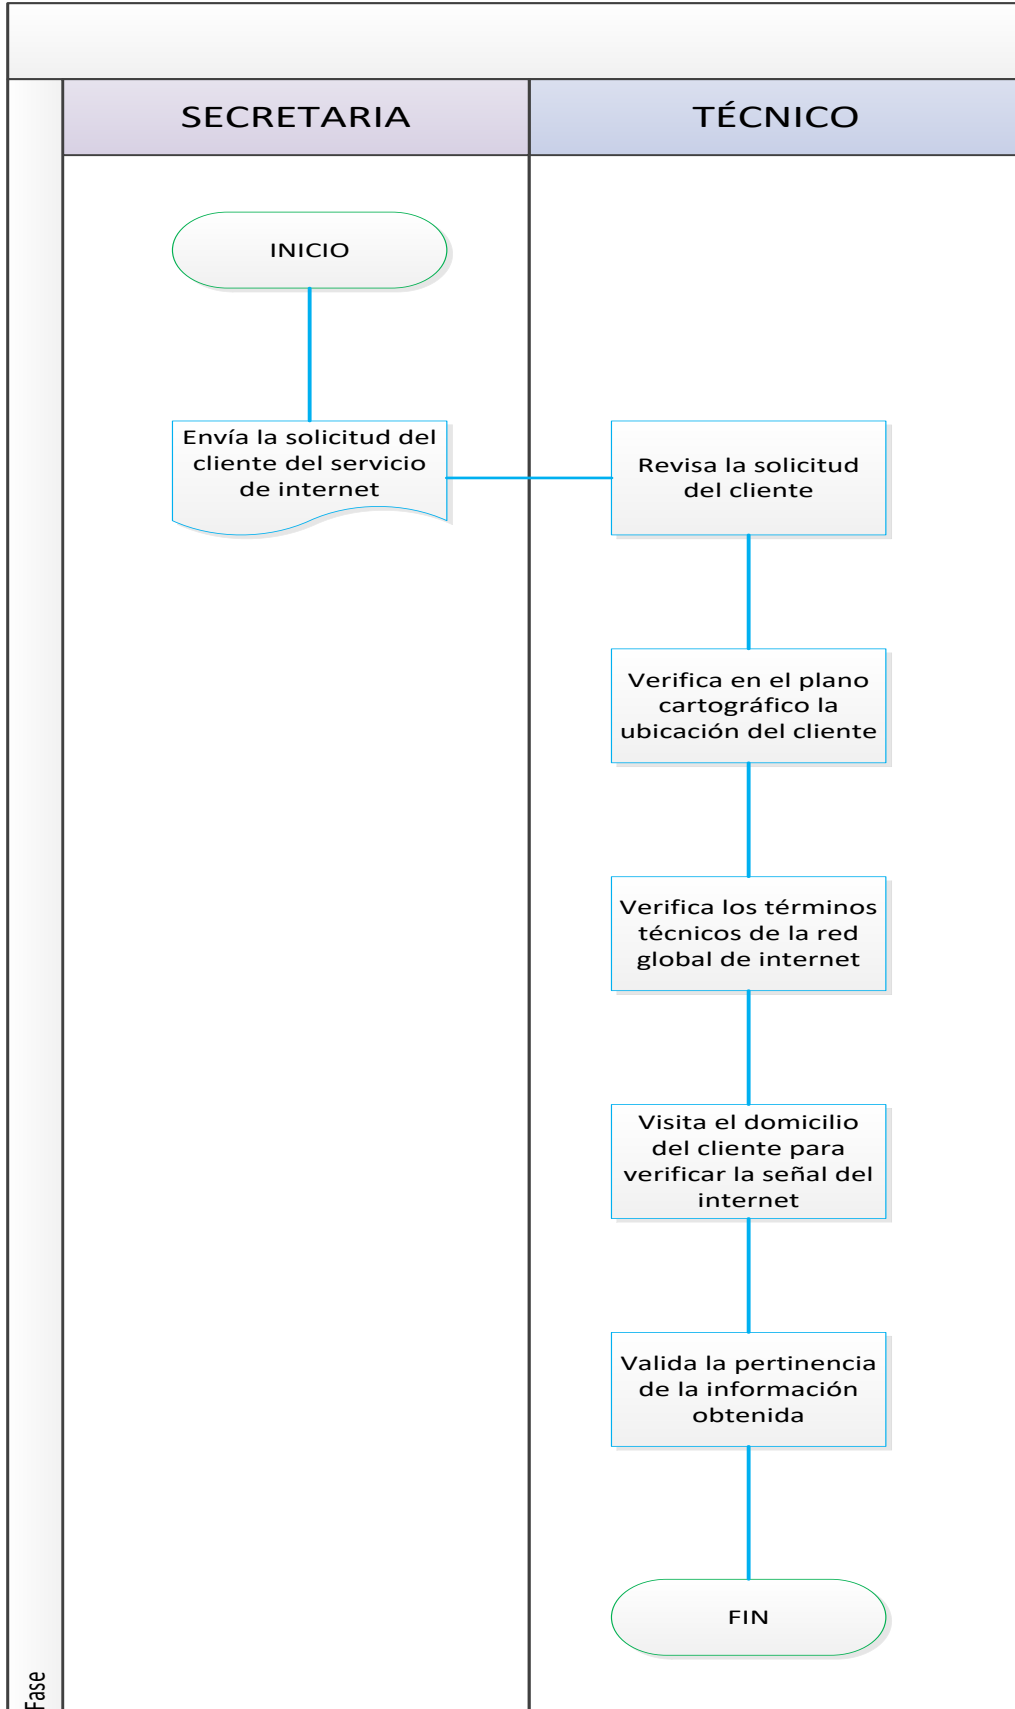 SECRETARIA
TÉCNICO
INICIO
Envía la solicitud del
cliente del servicio
de internet
Revisa la solicitud
del cliente
Verifica en el plano
cartográfico la
ubicación del cliente
Verifica los términos
técnicos de la red
global de internet
Visita el domicilio
del cliente para
verificar la señal del
internet
Valida la pertinencia
de la información
obtenida
FIN
Fase